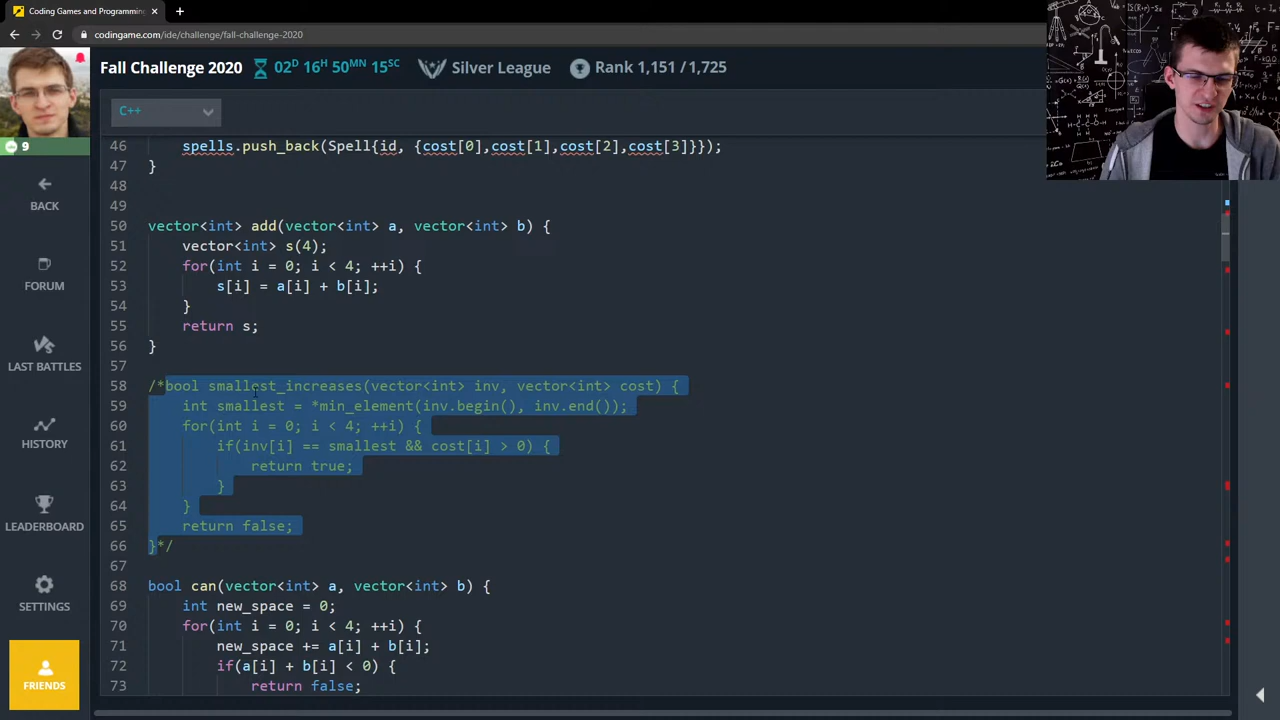 Coding Games and Programming
codingame.com/ide/challenge/fall-challenge-2020
Fall Challenge 2020 02D 16H 50MN 15SC Silver League Rank 1,151 / 1,725
9
C++
BACK
FORUM
LAST BATTLES
HISTORY
LEADERBOARD
SETTINGS
FRIENDS
46 spells.push_back(Spell{id, {cost[0],cost[1],cost[2],cost[3]}});
47 }
48
49
50 vector<int> add(vector<int> a, vector<int> b) {
51 vector<int> s(4);
52 for(int i = 0; i < 4; ++i) {
53 s[i] = a[i] + b[i];
54 }
55 return s;
56 }
57
58 /*bool smallest_increases(vector<int> inv, vector<int> cost) {
59 int smallest = *min_element(inv.begin(), inv.end());
60 for(int i = 0; i < 4; ++i) {
61 if(inv[i] == smallest && cost[i] > 0) {
62 return true;
63 }
64 }
65 return false;
66 }*/
67
68 bool can(vector<int> a, vector<int> b) {
69 int new_space = 0;
70 for(int i = 0; i < 4; ++i) {
71 new_space += a[i] + b[i];
72 if(a[i] + b[i] < 0) {
73 return false;